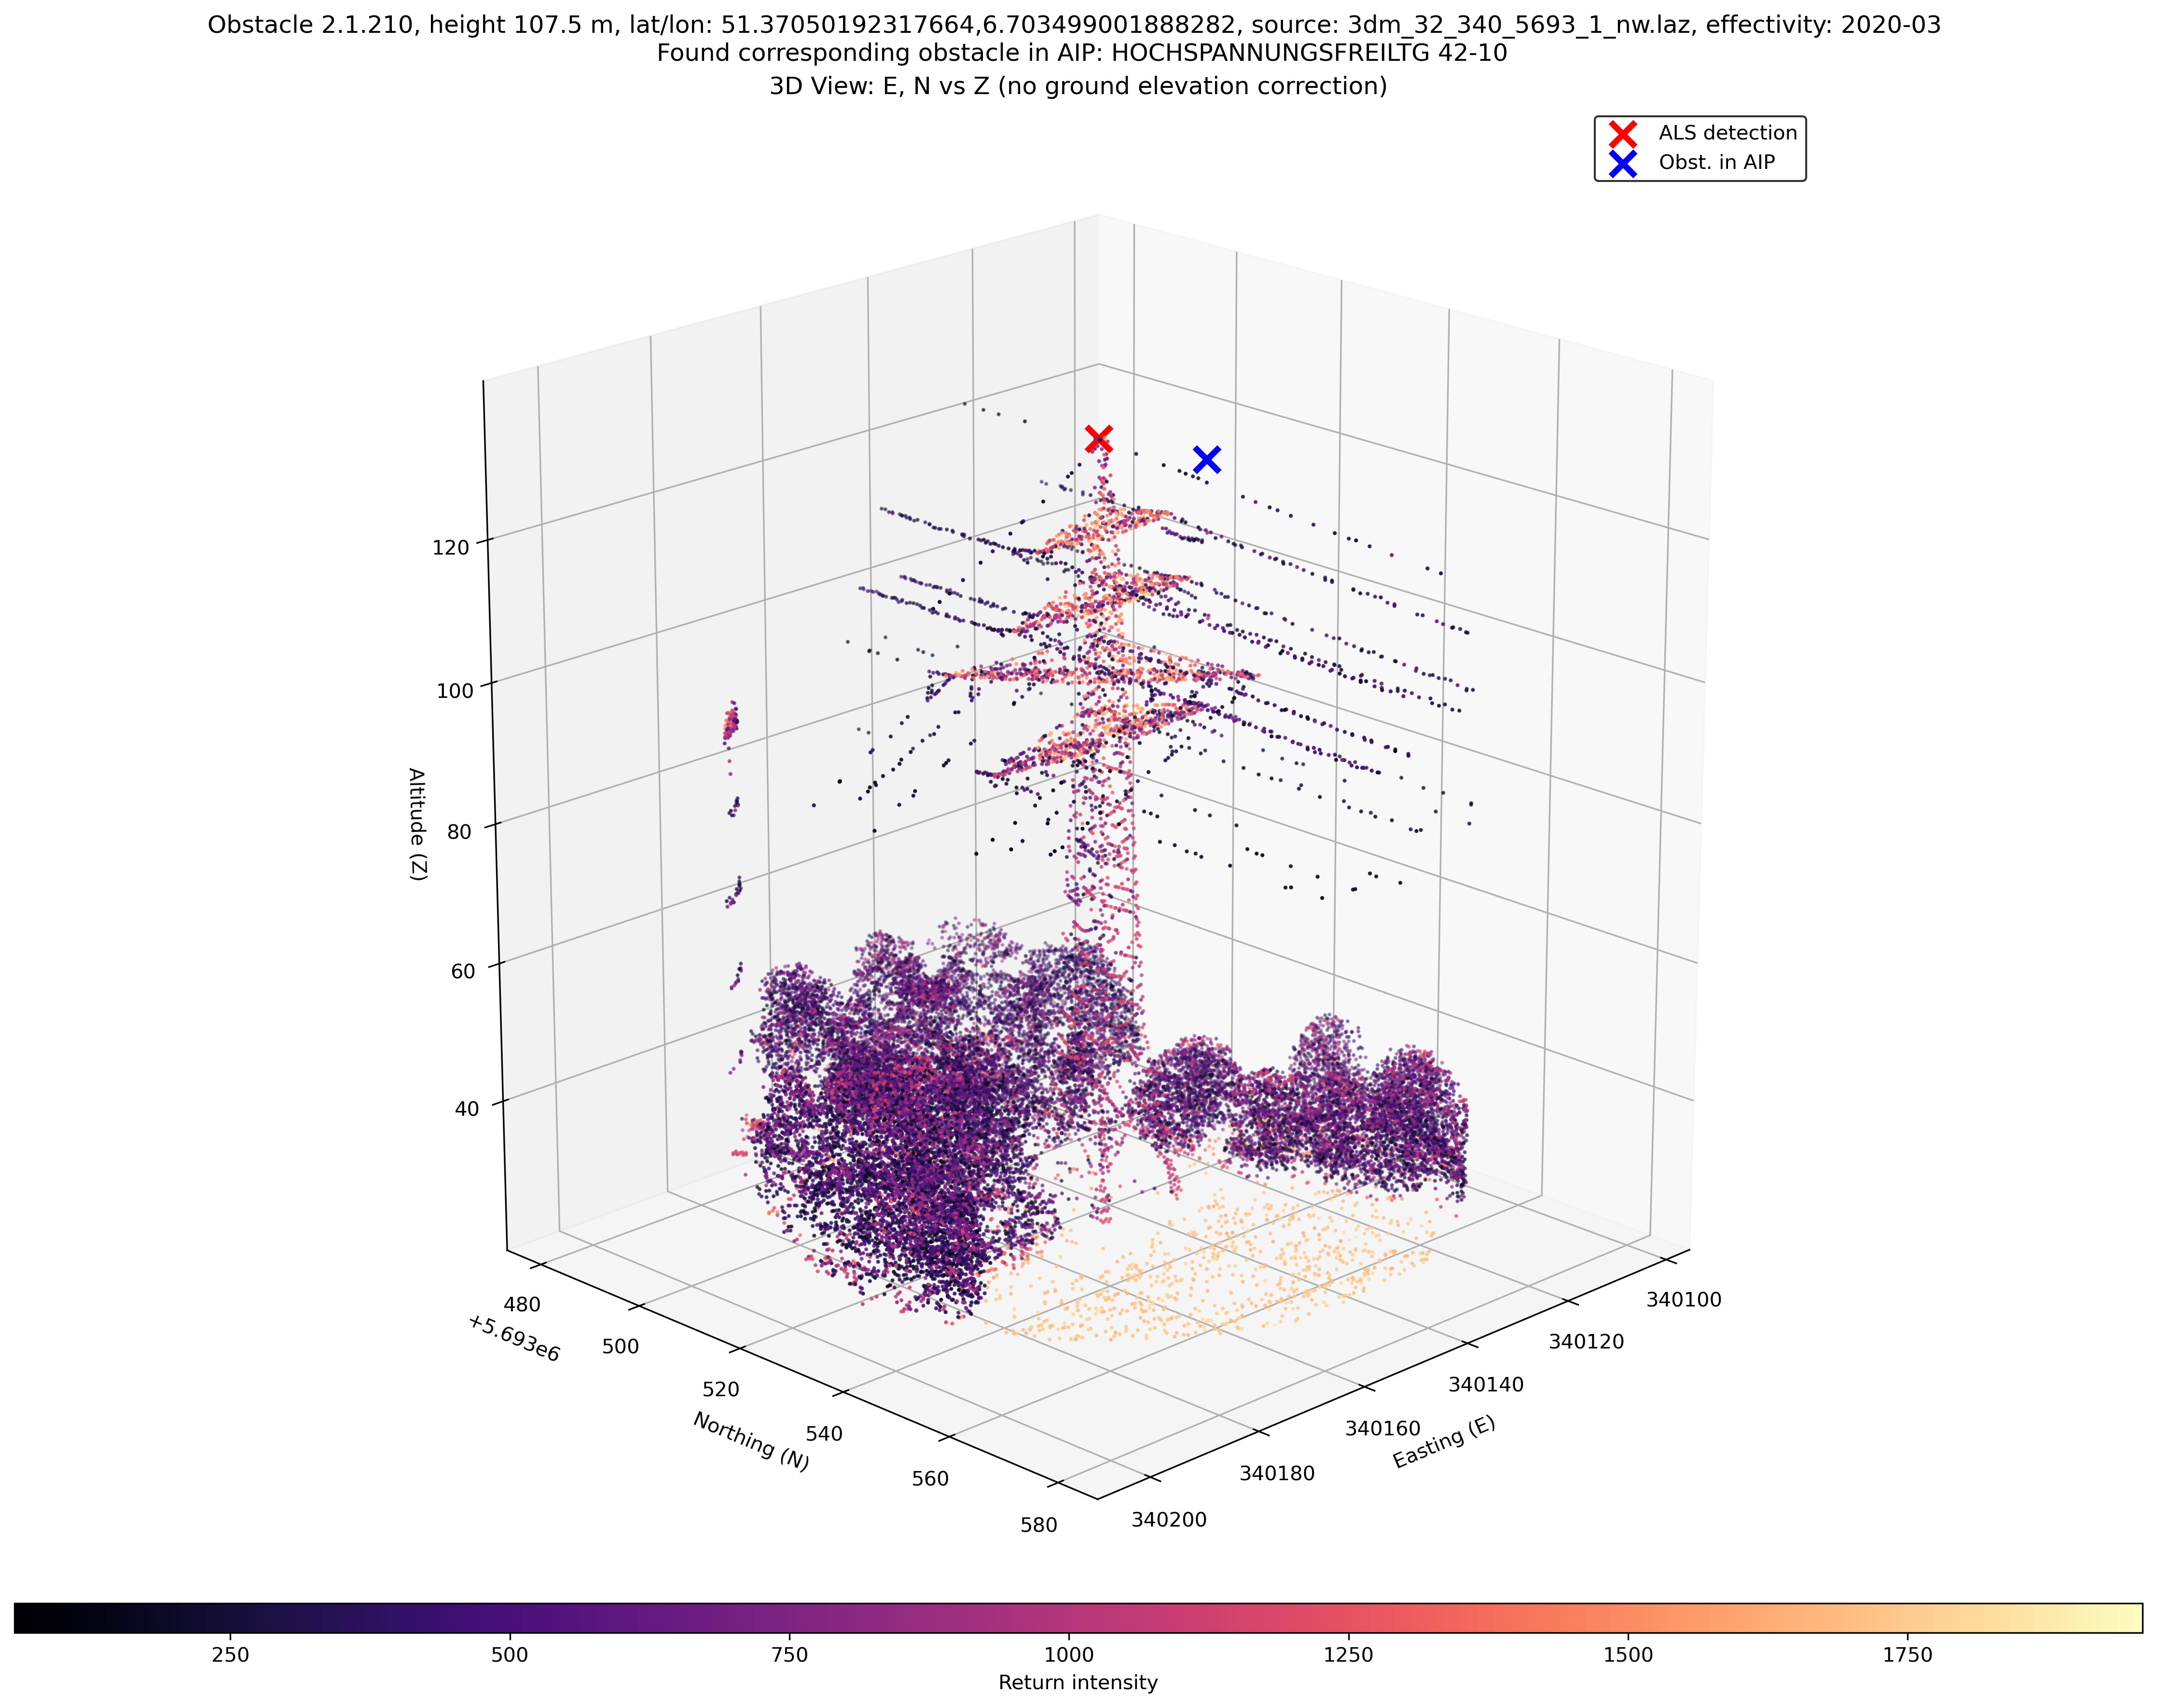 Obstacle 2.1.210, height 107.5 m, lat/lon: 51.37050192317664,6.703499001888282, source: 3dm_32_340_5693_1_nw.laz, effectivity: 2020-03
Found corresponding obstacle in AIP: HOCHSPANNUNGSFREILTG 42-10
3D View: E, N vs Z (no ground elevation correction)
ALS detection
Obst. in AIP
120
100
80
60
40
Altitude (Z)
480
500
520
540
560
580
+5.693e6
Northing (N)
340100
340120
340140
340160
340180
340200
Easting (E)
250
500
750
1000
1250
1500
1750
Return intensity